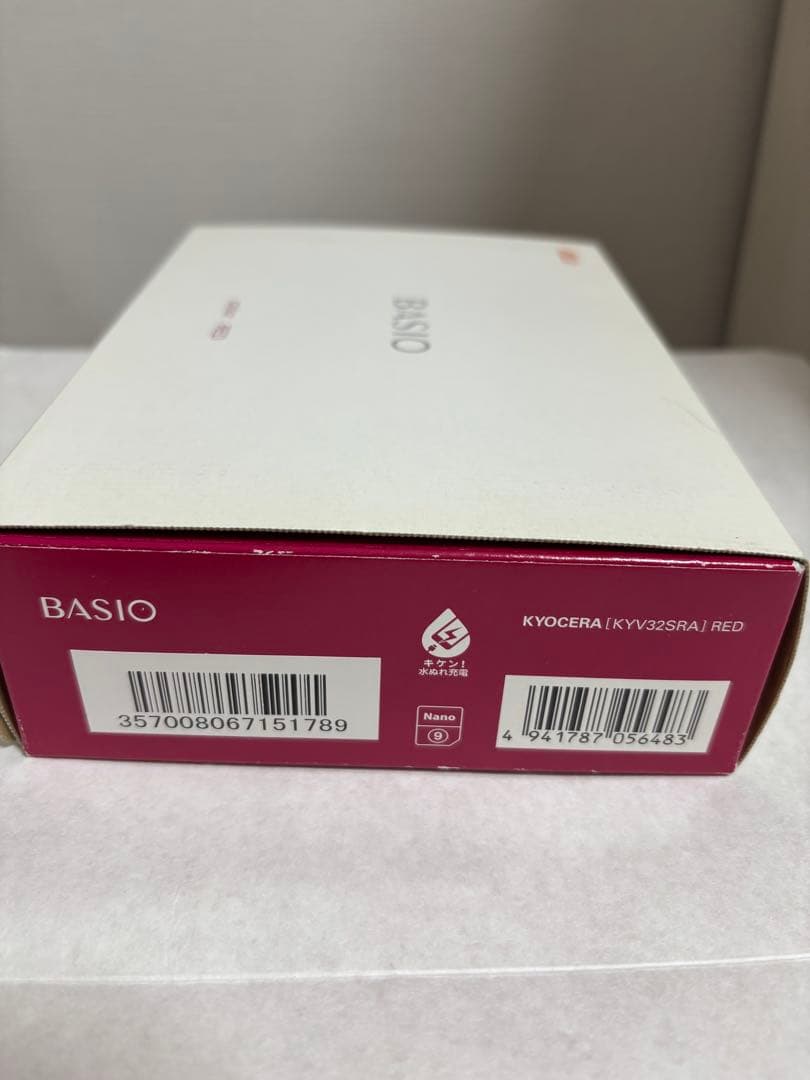 BASIO
BASIO
キケン!
水ぬれ充電
KYOCERA [KYV32SRA] RED
357008067151789
Nano
9
4 941787 056483